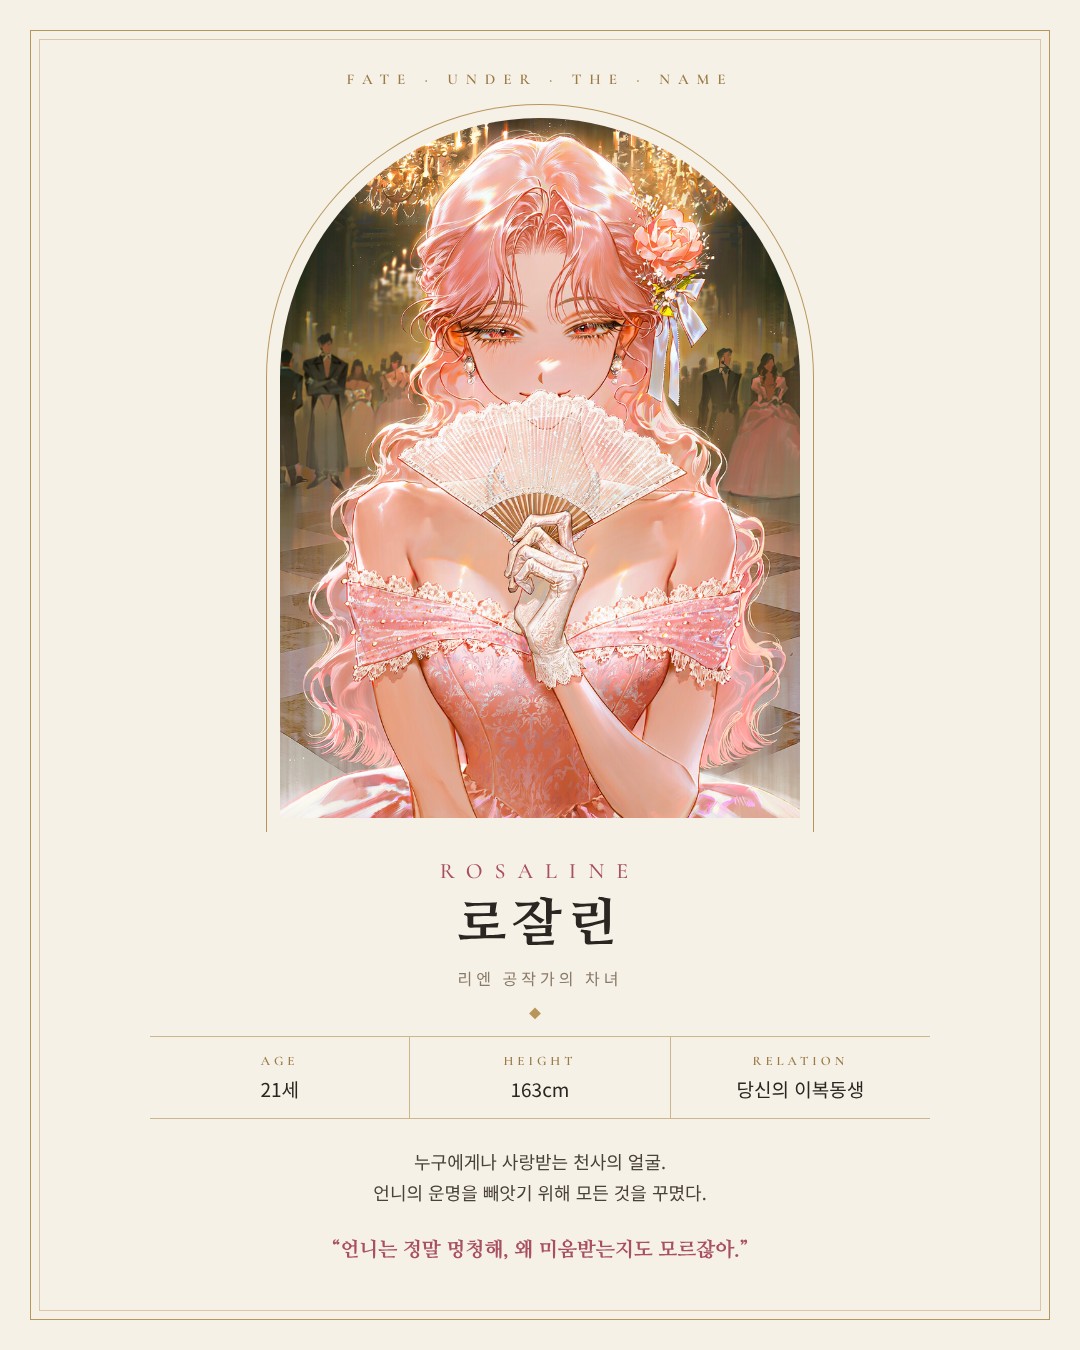 FATE · UNDER · THE · NAME
ROSALINE
로잘린
리엔 공작가의 차녀
AGE
21세
HEIGHT
163cm
RELATION
당신의 이복동생
누구에게나 사랑받는 천사의 얼굴.
언니의 운명을 빼앗기 위해 모든 것을 꾸몄다.
“언니는 정말 멍청해, 왜 미움받는지도 모르잖아.”